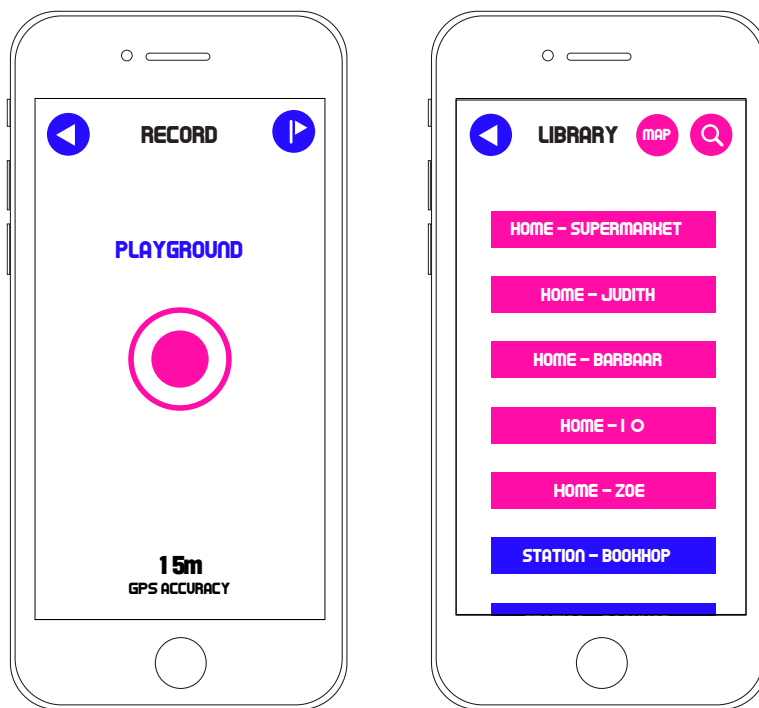 RECORD
PLAYGROUND
15m
GPS ACCURACY
LIBRARY
MAP
HOME – SUPERMARKET
HOME – JUDITH
HOME – BARBAAR
HOME – I O
HOME – ZOE
STATION – BOOKHOP